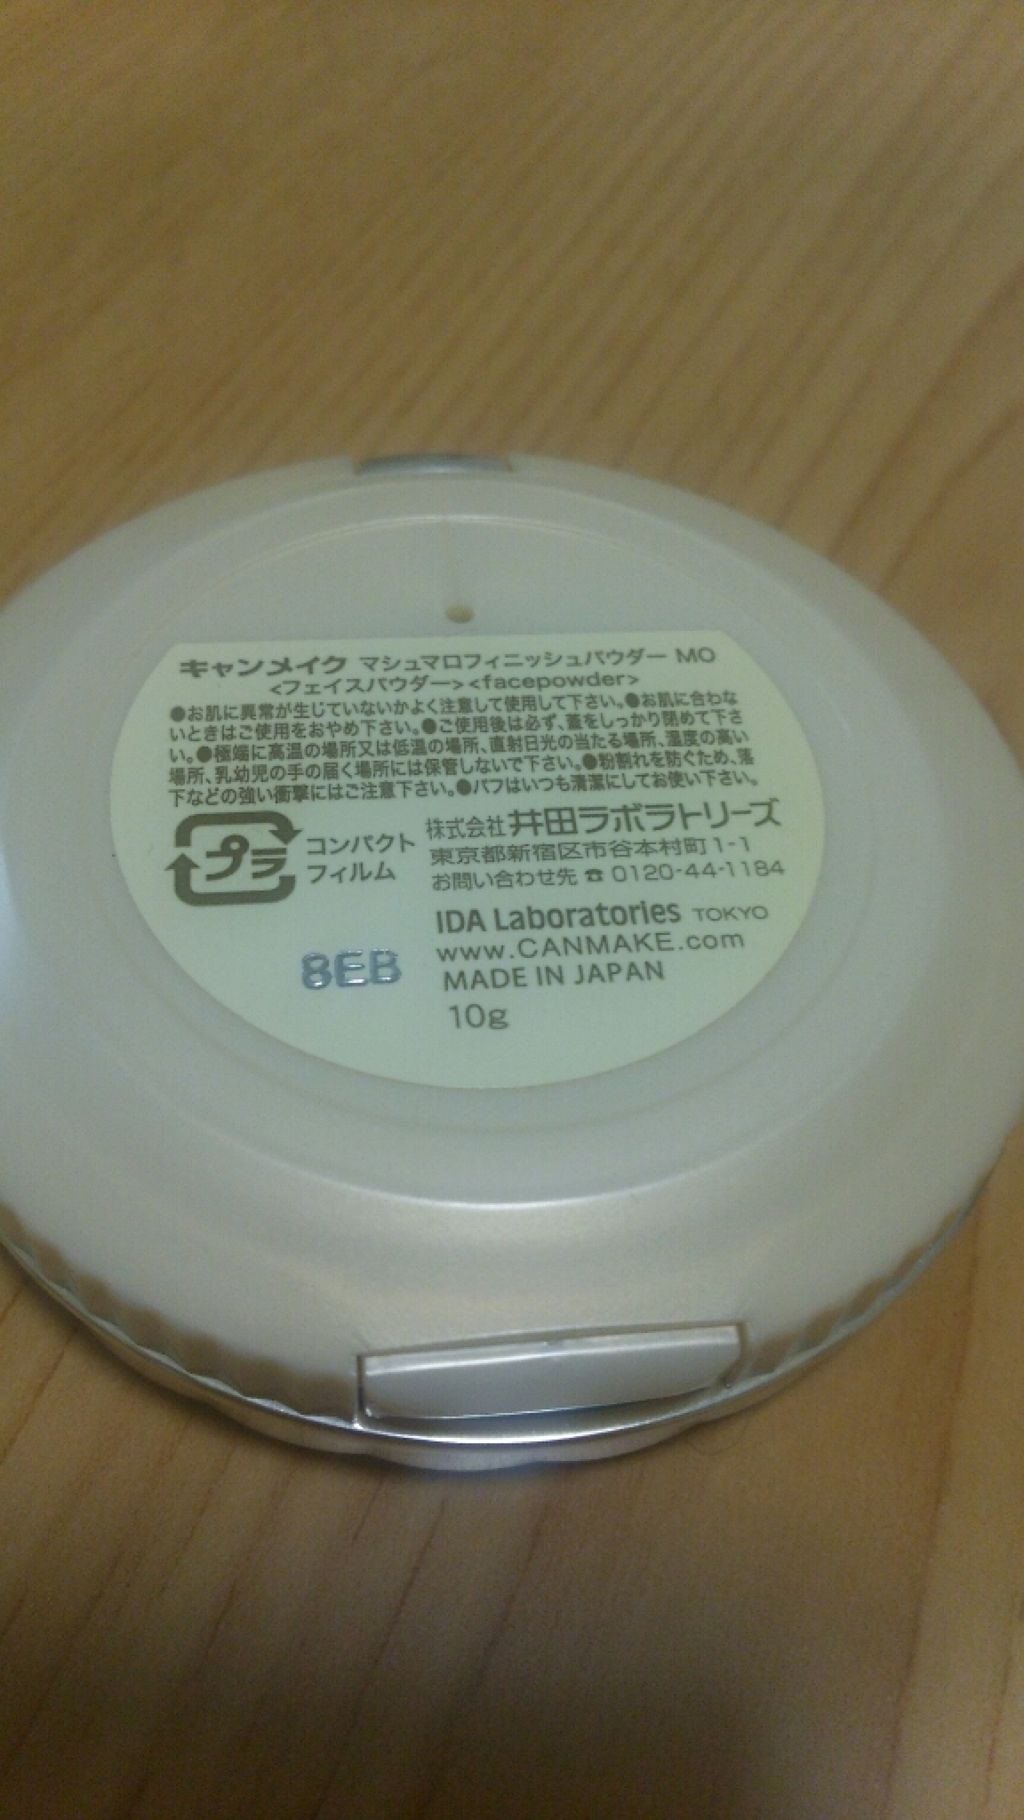 キャンメイク マシュマロフィニッシュパウダー MO
<フェイスパウダー><facepowder>
●お肌に異常が生じていないかよく注意して使用して下さい。●お肌に合わな
いときはご使用をおやめ下さい。●ご使用後は必ず、蓋をしっかり閉めて下さ
い。●極端に高温の場所又は低温の場所、直射日光の当たる場所、湿度の高い
場所、乳幼児の手の届く場所には保管しないで下さい。●粉割れを防ぐため、落
下などの強い衝撃にはご注意下さい。●パフはいつも清潔にしてお使い下さい。
プラ
コンパクト
フィルム
株式会社 井田ラボラトリーズ
東京都新宿区市谷本村町1-1
お問い合わせ先 ☎ 0120-44-1184
IDA Laboratories TOKYO
www.CANMAKE.com
MADE IN JAPAN
10g
8EB